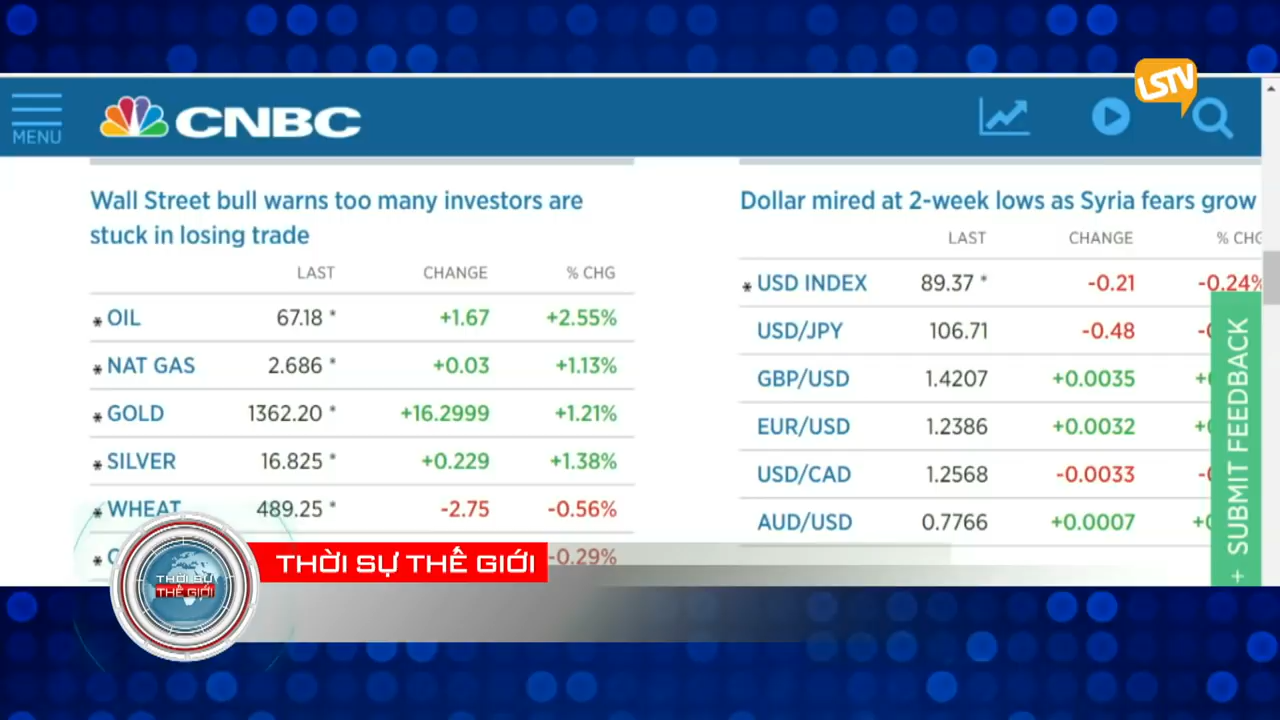 LSTV
MENU
CNBC
Wall Street bull warns too many investors are
stuck in losing trade
LAST CHANGE % CHG
* OIL 67.18 * +1.67 +2.55%
* NAT GAS 2.686 * +0.03 +1.13%
* GOLD 1362.20 * +16.2999 +1.21%
* SILVER 16.825 * +0.229 +1.38%
* WHEAT 489.25 * -2.75 -0.56%
* C -0.29%
Dollar mired at 2-week lows as Syria fears grow
LAST CHANGE % CHG
* USD INDEX 89.37 * -0.21 -0.24%
USD/JPY 106.71 -0.48
GBP/USD 1.4207 +0.0035
EUR/USD 1.2386 +0.0032
USD/CAD 1.2568 -0.0033
AUD/USD 0.7766 +0.0007
+ SUBMIT FEEDBACK
THỜI SỰ THẾ GIỚI
THỜI SỰ
THẾ GIỚI